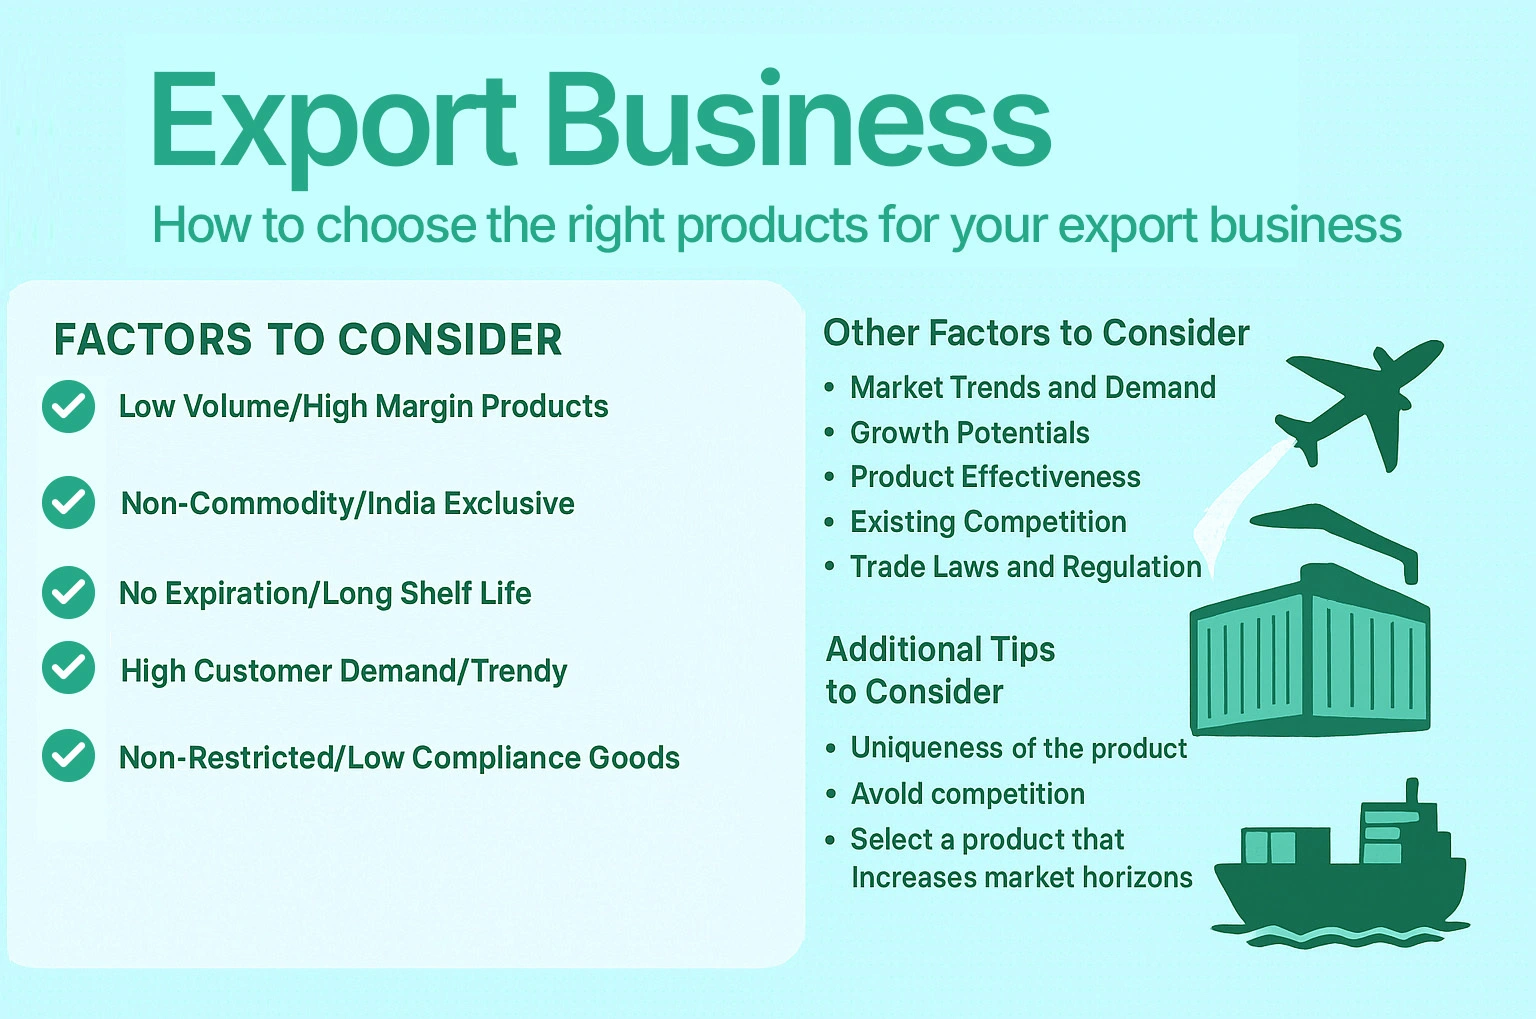 Export Business
How to choose the right products for your export business
FACTORS TO CONSIDER
Low Volume/High Margin Products
Non-Commodity/India Exclusive
No Expiration/Long Shelf Life
High Customer Demand/Trendy
Non-Restricted/Low Compliance Goods
Other Factors to Consider
• Market Trends and Demand
• Growth Potentials
• Product Effectiveness
• Existing Competition
• Trade Laws and Regulation
Additional Tips
to Consider
• Uniqueness of the product
• Avold competition
• Select a product that
Increases market horizons